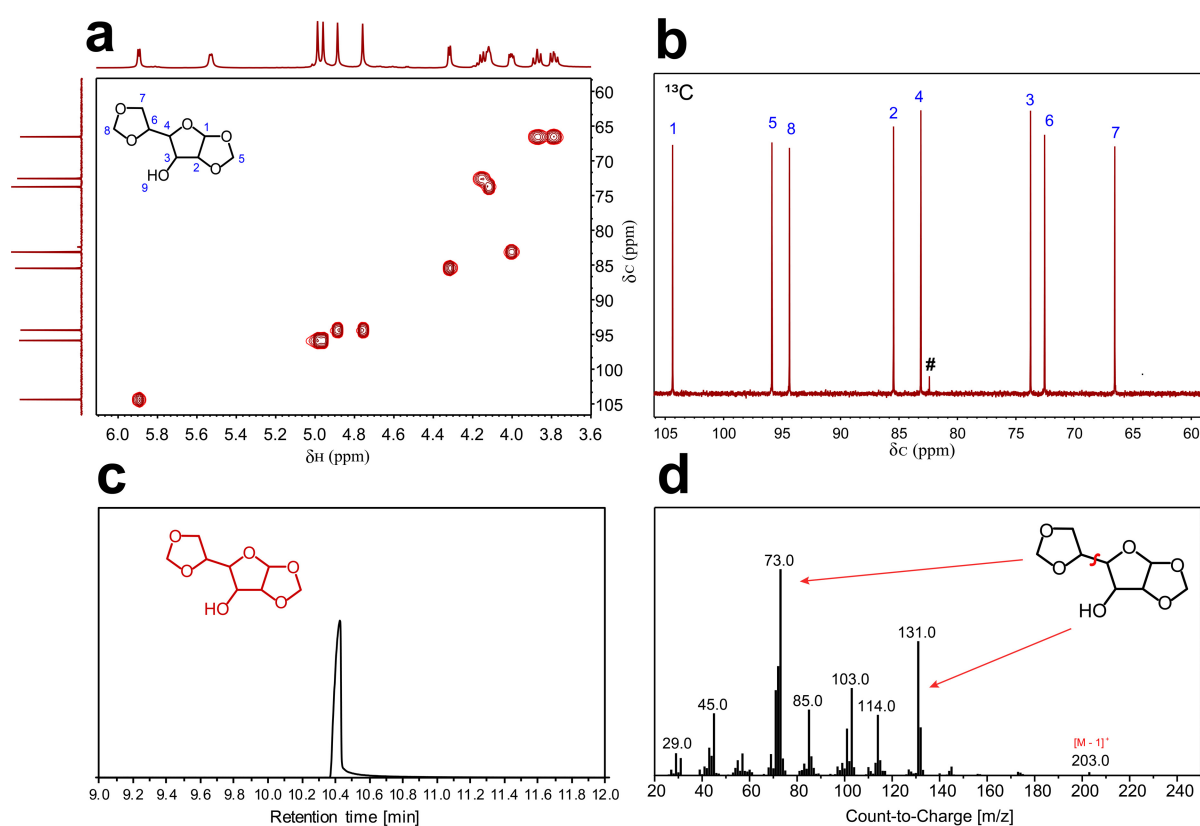 a
O
7
O
8
6
O
4
1
O
3
2
O
5
HO
9
60
65
70
75
80
85
90
95
100
105
δC (ppm)
6.0 5.8 5.6 5.4 5.2 5.0 4.8 4.6 4.4 4.2 4.0 3.8 3.6
δH (ppm)
b
¹³C
1
5
8
2
4
#
3
6
7
105 100 95 90 85 80 75 70 65 60
δC (ppm)
c
O
O
O
O
O
HO
9.0 9.2 9.4 9.6 9.8 10.0 10.2 10.4 10.6 10.8 11.0 11.2 11.4 11.6 11.8 12.0
Retention time [min]
d
O
O
O
O
O
HO
73.0
131.0
103.0
45.0
85.0
114.0
29.0
[M - 1]⁺
203.0
20 40 60 80 100 120 140 160 180 200 220 240
Count-to-Charge [m/z]